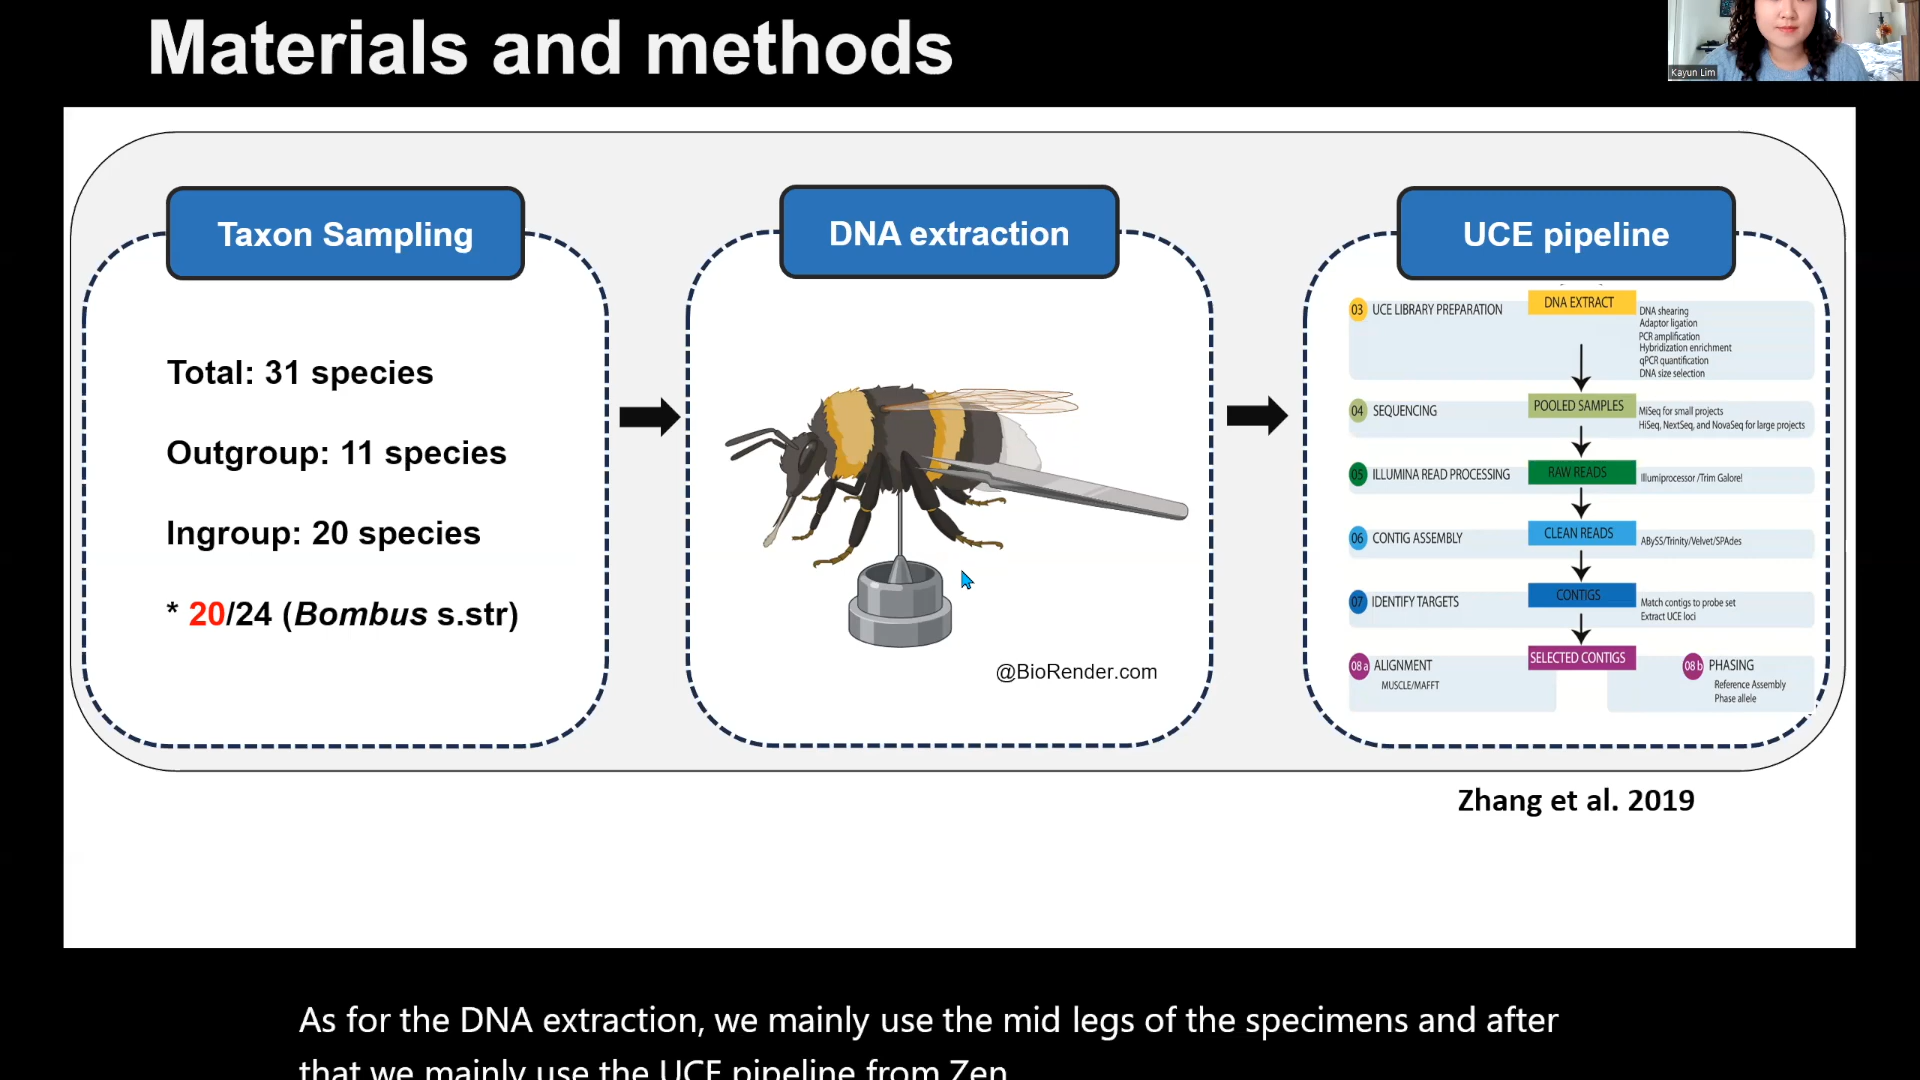 Materials and methods
Kayun Lim
Taxon Sampling
Total: 31 species
Outgroup: 11 species
Ingroup: 20 species
* 20/24 (Bombus s.str)
DNA extraction
@BioRender.com
UCE pipeline
03 UCE LIBRARY PREPARATION
DNA EXTRACT
DNA shearing
Adaptor ligation
PCR amplification
Hybridization enrichment
qPCR quantification
DNA size selection
04 SEQUENCING
POOLED SAMPLES
MiSeq for small projects
HiSeq, NextSeq, and NovaSeq for large projects
05 ILLUMINA READ PROCESSING
RAW READS
Illumiprocessor /Trim Galore!
06 CONTIG ASSEMBLY
CLEAN READS
ABySS/Trinity/Velvet/SPAdes
07 IDENTIFY TARGETS
CONTIGS
Match contigs to probe set
Extract UCE loci
SELECTED CONTIGS
08a ALIGNMENT
MUSCLE/MAFFT
08b PHASING
Reference Assembly
Phase allele
Zhang et al. 2019
As for the DNA extraction, we mainly use the mid legs of the specimens and after
that we mainly use the UCE pipeline from Zen